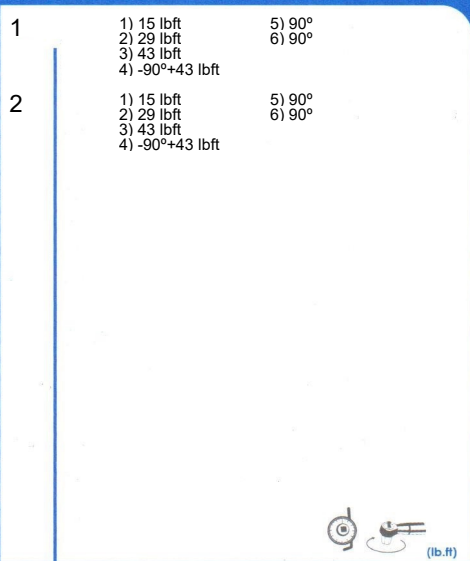 1
1) 15 lbft 5) 90º
2) 29 lbft 6) 90º
3) 43 lbft
4) -90º+43 lbft
2
1) 15 lbft 5) 90º
2) 29 lbft 6) 90º
3) 43 lbft
4) -90º+43 lbft
(lb.ft)